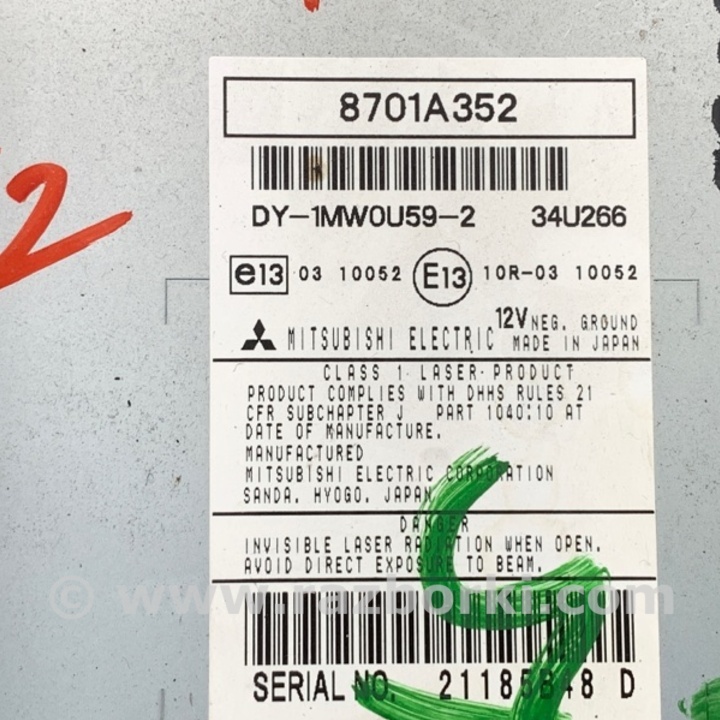 8701A352
DY-1MW0U59-2 34U266
e13 03 10052 E13 10R-03 10052
MITSUBISHI ELECTRIC 12V NEG. GROUND
MADE IN JAPAN
CLASS 1 LASER PRODUCT
PRODUCT COMPLIES WITH DHHS RULES 21
CFR SUBCHAPTER J PART 1040:10 AT
DATE OF MANUFACTURE.
MANUFACTURED
MITSUBISHI ELECTRIC CORPORATION
SANDA, HYOGO, JAPAN
DANGER
INVISIBLE LASER RADIATION WHEN OPEN.
AVOID DIRECT EXPOSURE TO BEAM.
© www.razborki.com
SERIAL NO. 21185848 D
2